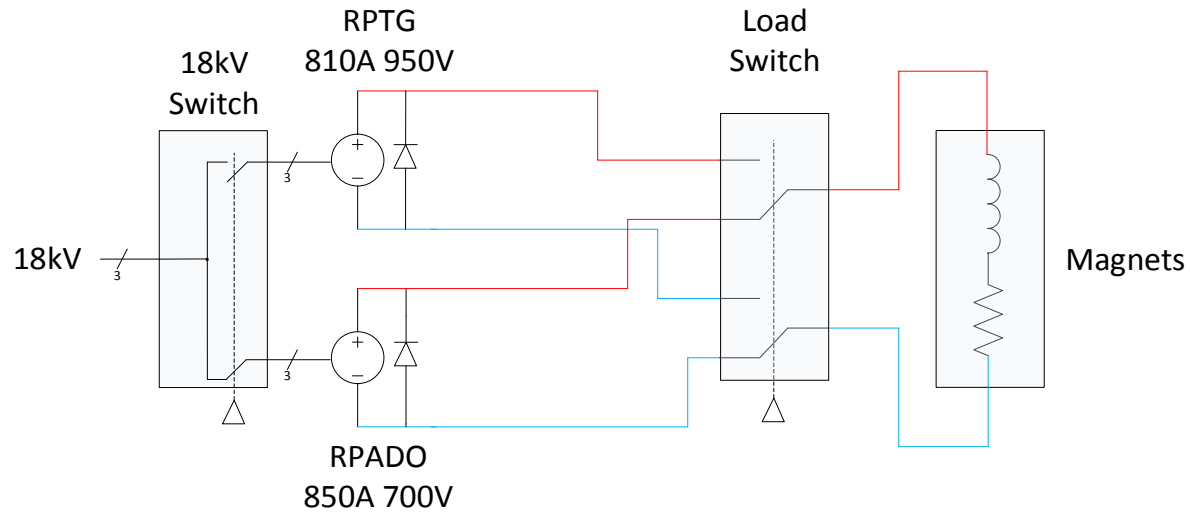 RPTG
810A 950V
Load
Switch
18kV
Switch
+
−
3
18kV
3
Magnets
+
−
3
RPADO
850A 700V